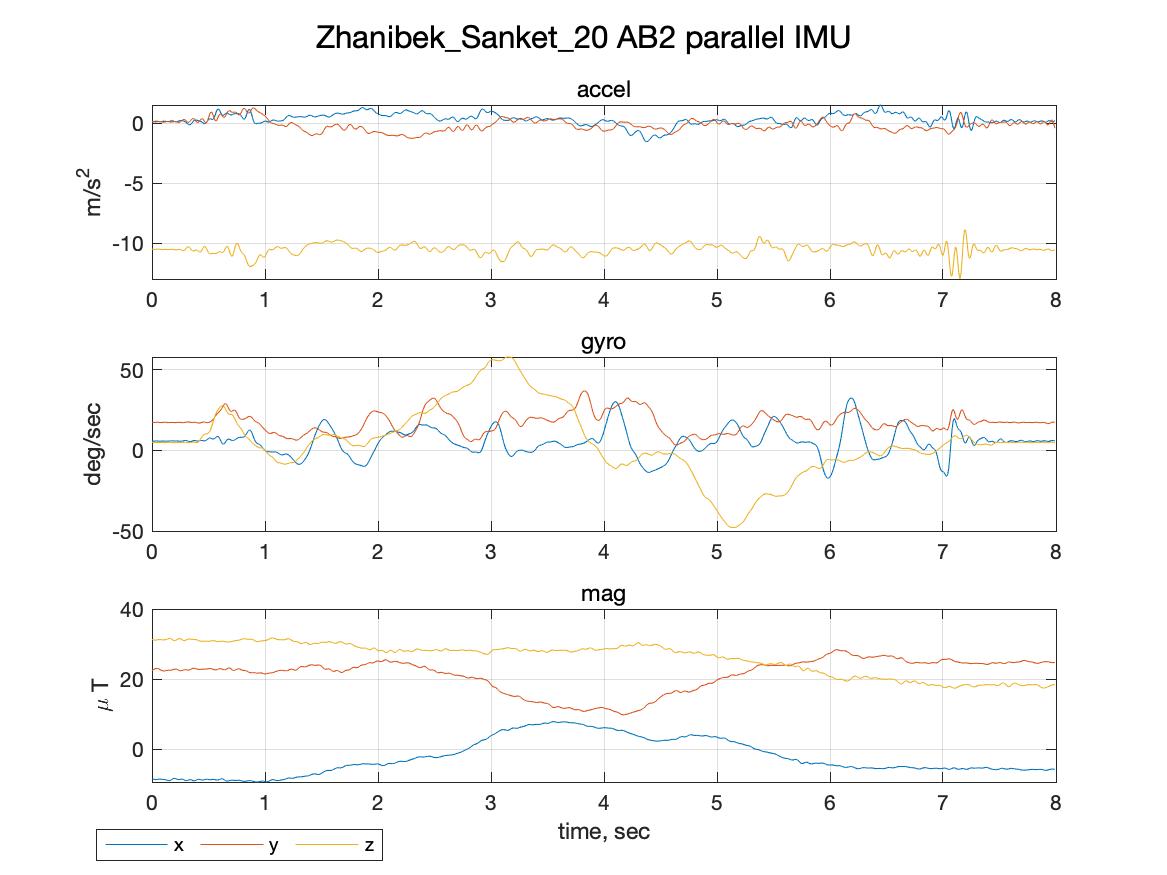 Zhanibek_Sanket_20 AB2 parallel IMU
accel
m/s²
0
-5
-10
0 1 2 3 4 5 6 7 8
gyro
deg/sec
50
0
-50
0 1 2 3 4 5 6 7 8
mag
μ T
40
20
0
0 1 2 3 4 5 6 7 8
time, sec
x y z